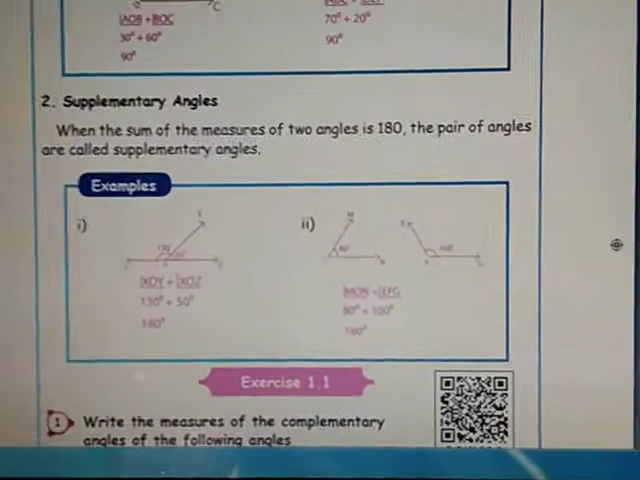 C
∠AOB + ∠BOC
70° + 20°
30° + 60°
90°
90°
2. Supplementary Angles
When the sum of the measures of two angles is 180, the pair of angles
are called supplementary angles.
Examples
i)
ii)
∠XOY + ∠XOZ
130° + 50°
180°
∠MON + ∠EFG
80° + 100°
180°
Exercise 1.1
1 Write the measures of the complementary
angles of the following angles